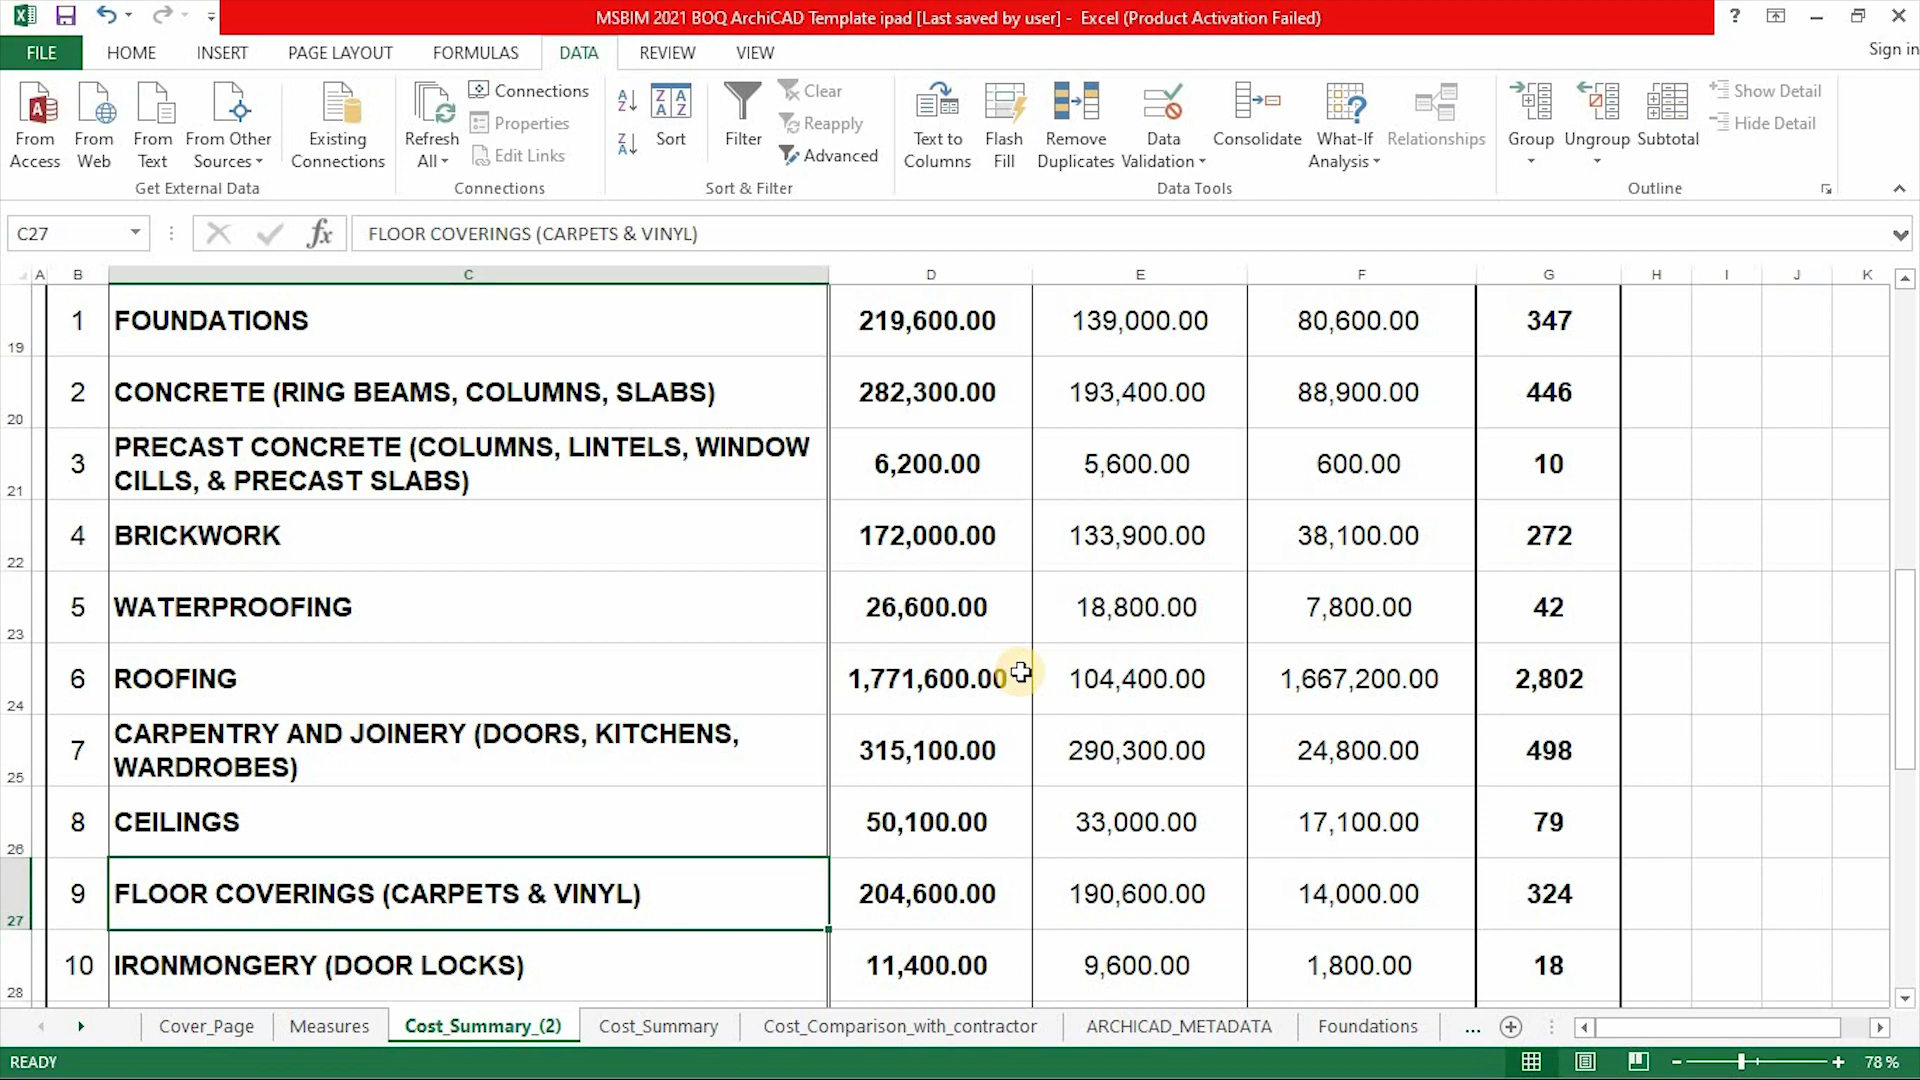 MSBIM 2021 BOQ ArchiCAD Template ipad [Last saved by user] - Excel (Product Activation Failed)
?
FILE HOME INSERT PAGE LAYOUT FORMULAS DATA REVIEW VIEW Sign in
From Access
From Web
From Text
From Other Sources
Existing Connections
Get External Data
Refresh All
Connections
Properties
Edit Links
Connections
Sort
Filter
Clear
Reapply
Advanced
Sort & Filter
Text to Columns
Flash Fill
Remove Duplicates
Data Validation
Consolidate
What-If Analysis
Relationships
Data Tools
Group
Ungroup
Subtotal
Show Detail
Hide Detail
Outline
C27 fx FLOOR COVERINGS (CARPETS & VINYL)
A B C D E F G H I J K
19 1 FOUNDATIONS 219,600.00 139,000.00 80,600.00 347
20 2 CONCRETE (RING BEAMS, COLUMNS, SLABS) 282,300.00 193,400.00 88,900.00 446
21 3 PRECAST CONCRETE (COLUMNS, LINTELS, WINDOW
CILLS, & PRECAST SLABS) 6,200.00 5,600.00 600.00 10
22 4 BRICKWORK 172,000.00 133,900.00 38,100.00 272
23 5 WATERPROOFING 26,600.00 18,800.00 7,800.00 42
24 6 ROOFING 1,771,600.00 104,400.00 1,667,200.00 2,802
25 7 CARPENTRY AND JOINERY (DOORS, KITCHENS,
WARDROBES) 315,100.00 290,300.00 24,800.00 498
26 8 CEILINGS 50,100.00 33,000.00 17,100.00 79
27 9 FLOOR COVERINGS (CARPETS & VINYL) 204,600.00 190,600.00 14,000.00 324
28 10 IRONMONGERY (DOOR LOCKS) 11,400.00 9,600.00 1,800.00 18
Cover_Page Measures Cost_Summary_(2) Cost_Summary Cost_Comparison_with_contractor ARCHICAD_METADATA Foundations ...
READY 78 %